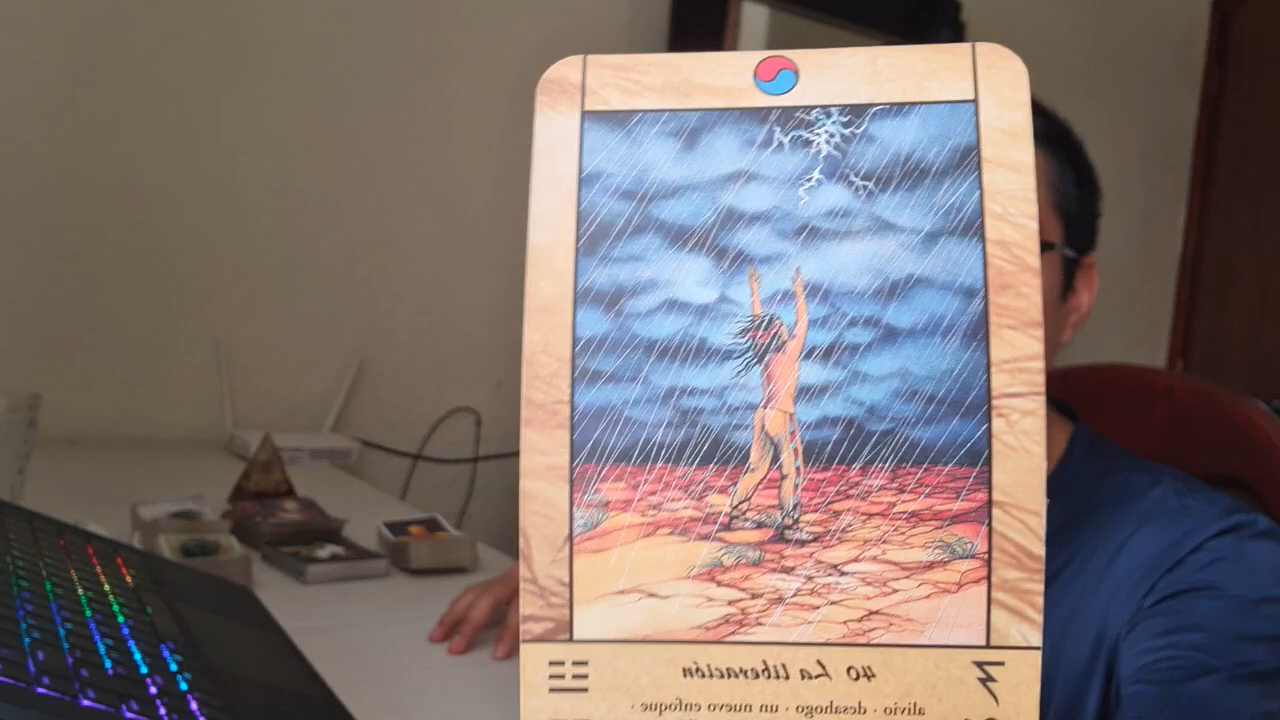 40 La liberación
alivio · desahogo · un nuevo enfoque ·